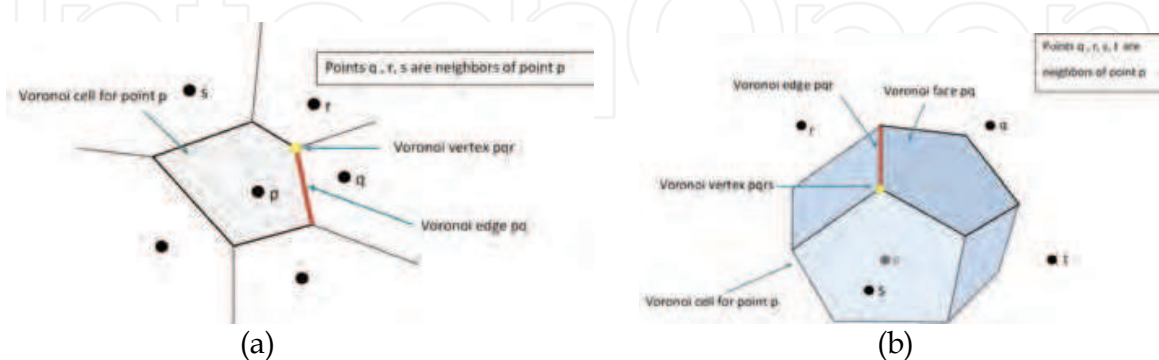 Points q , r, s are neighbors of point p
Voronoi cell for point p
s
r
Voronoi vertex pqr
p
q
Voronoi edge pq
(a)
Points q, r, s, t are
neighbors of point p
Voronoi edge pqr
Voronoi face pq
r
q
Voronoi vertex pqrs
t
s
Voronoi cell for point p
(b)